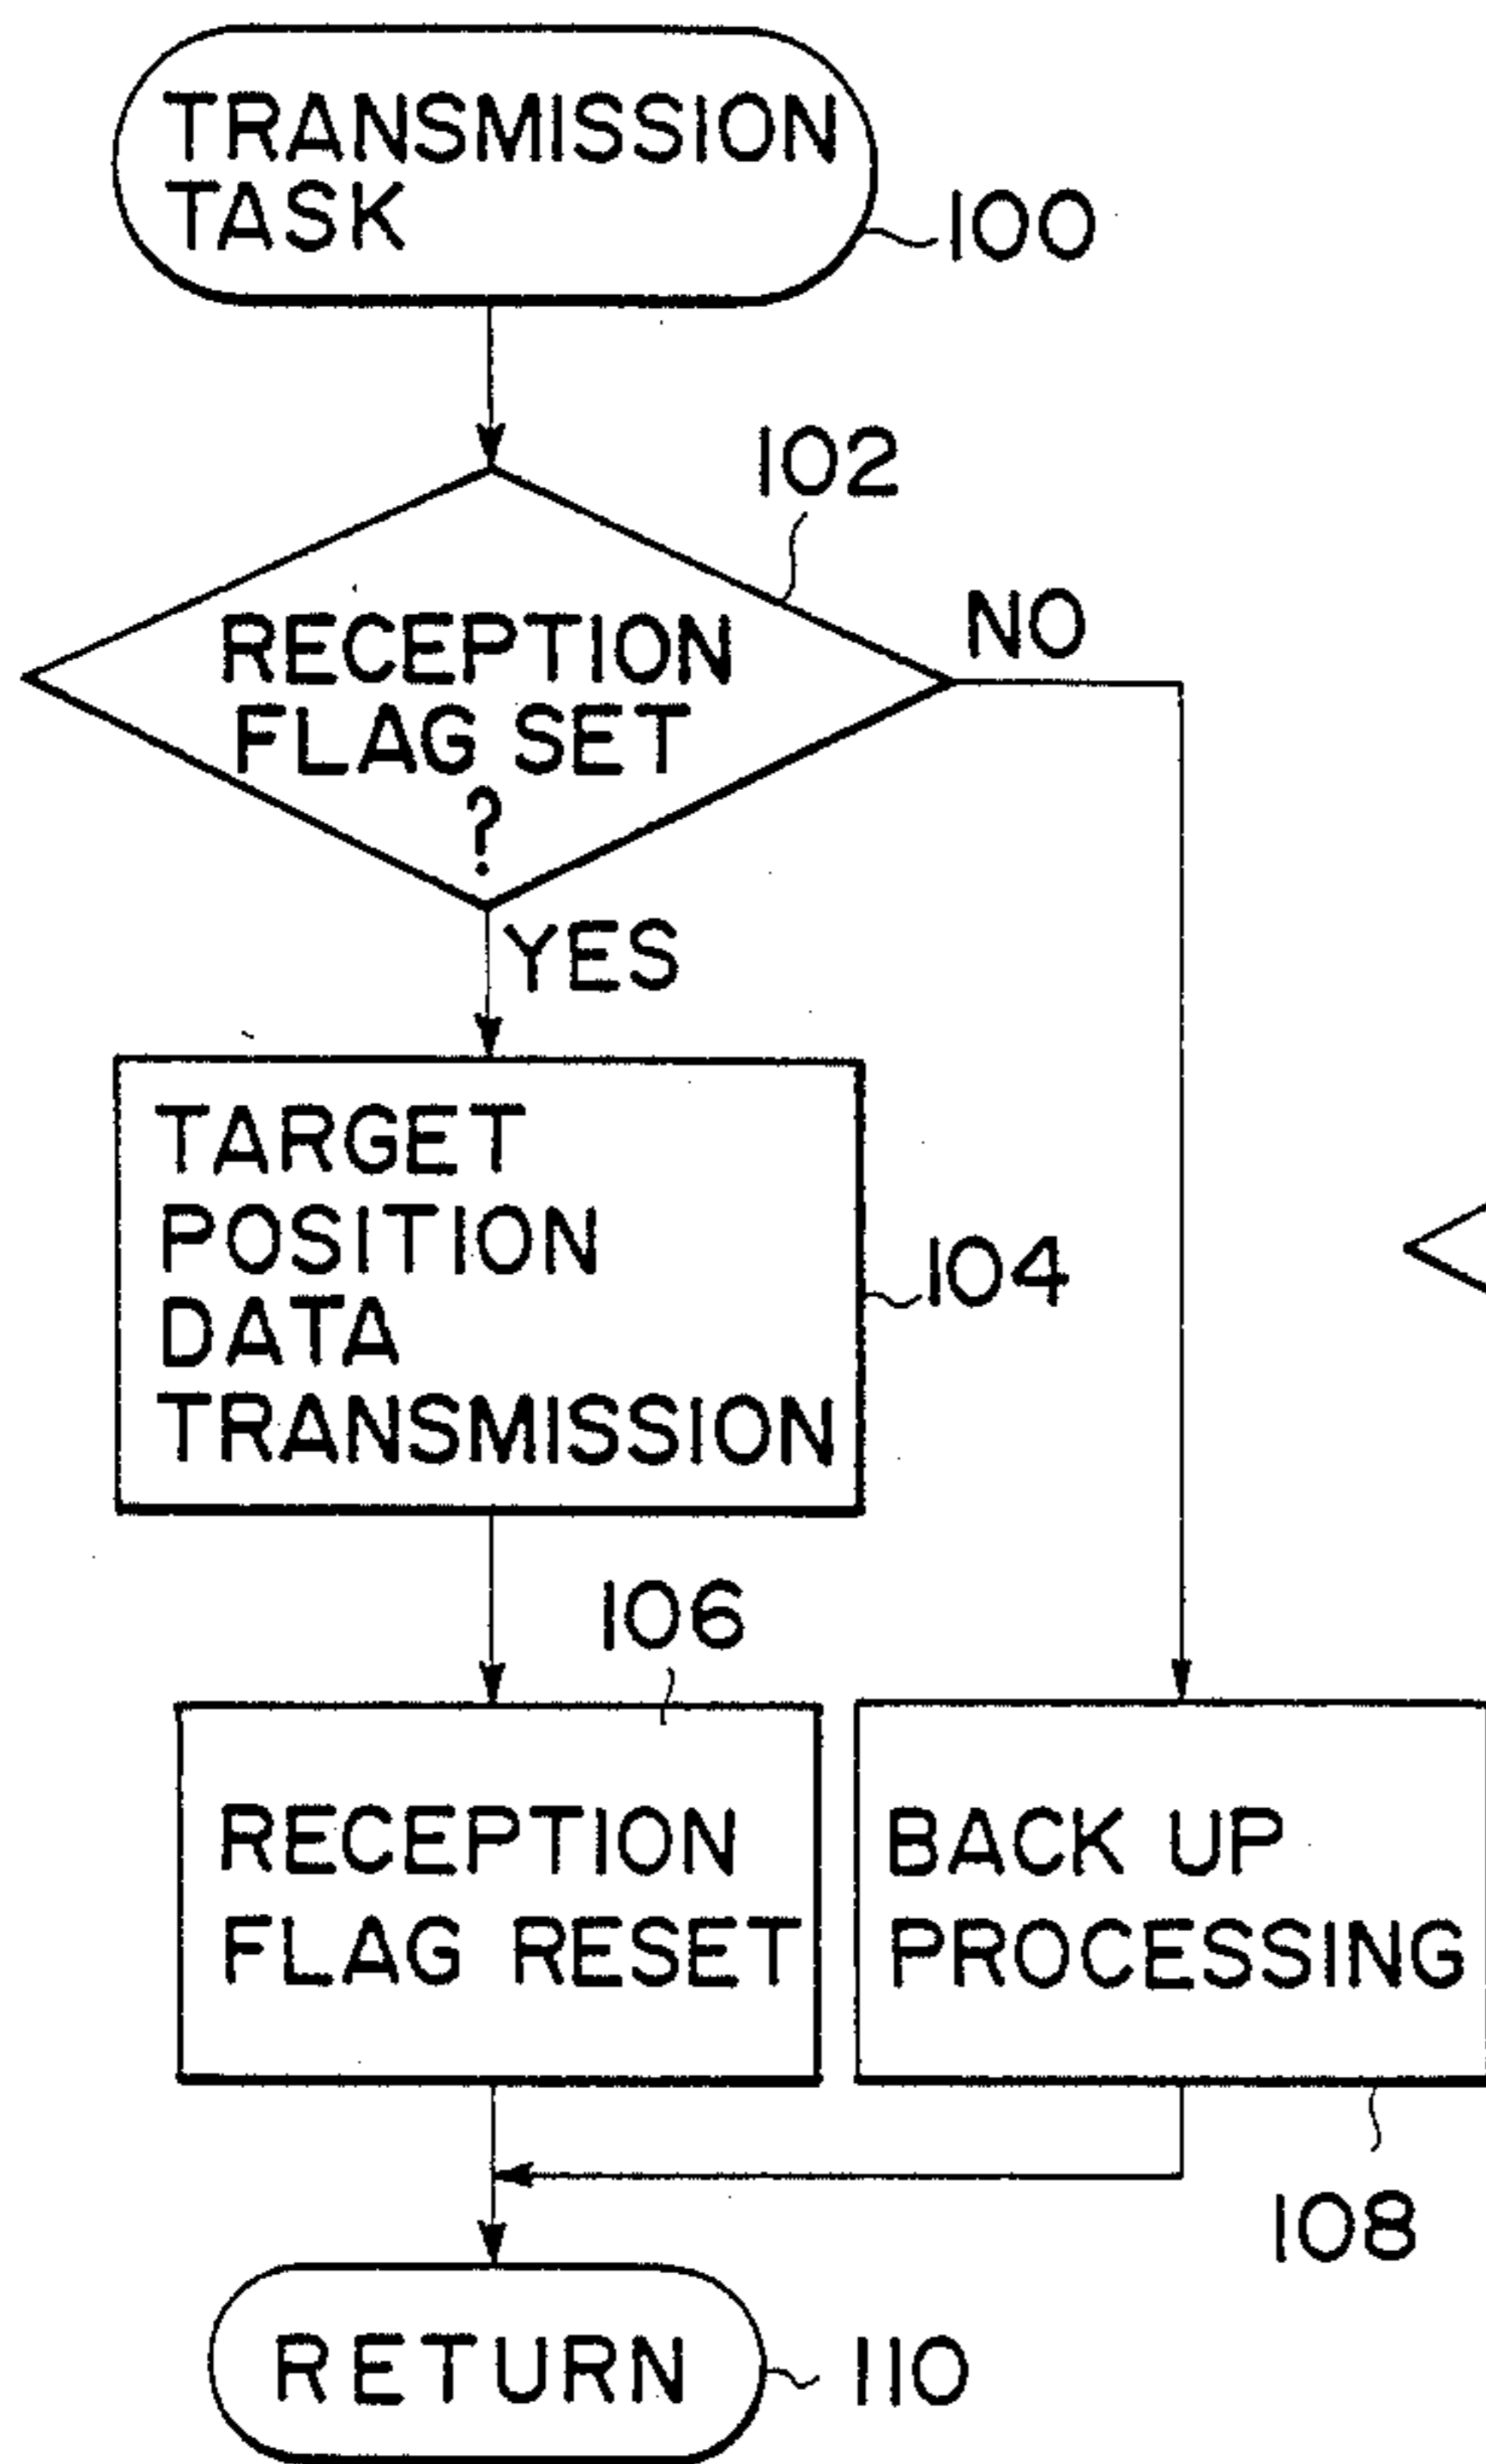 TRANSMISSION
TASK
100
102
RECEPTION
FLAG SET
?
NO
YES
TARGET
POSITION
DATA
TRANSMISSION
104
106
RECEPTION
FLAG RESET
BACK UP
PROCESSING
108
RETURN
110